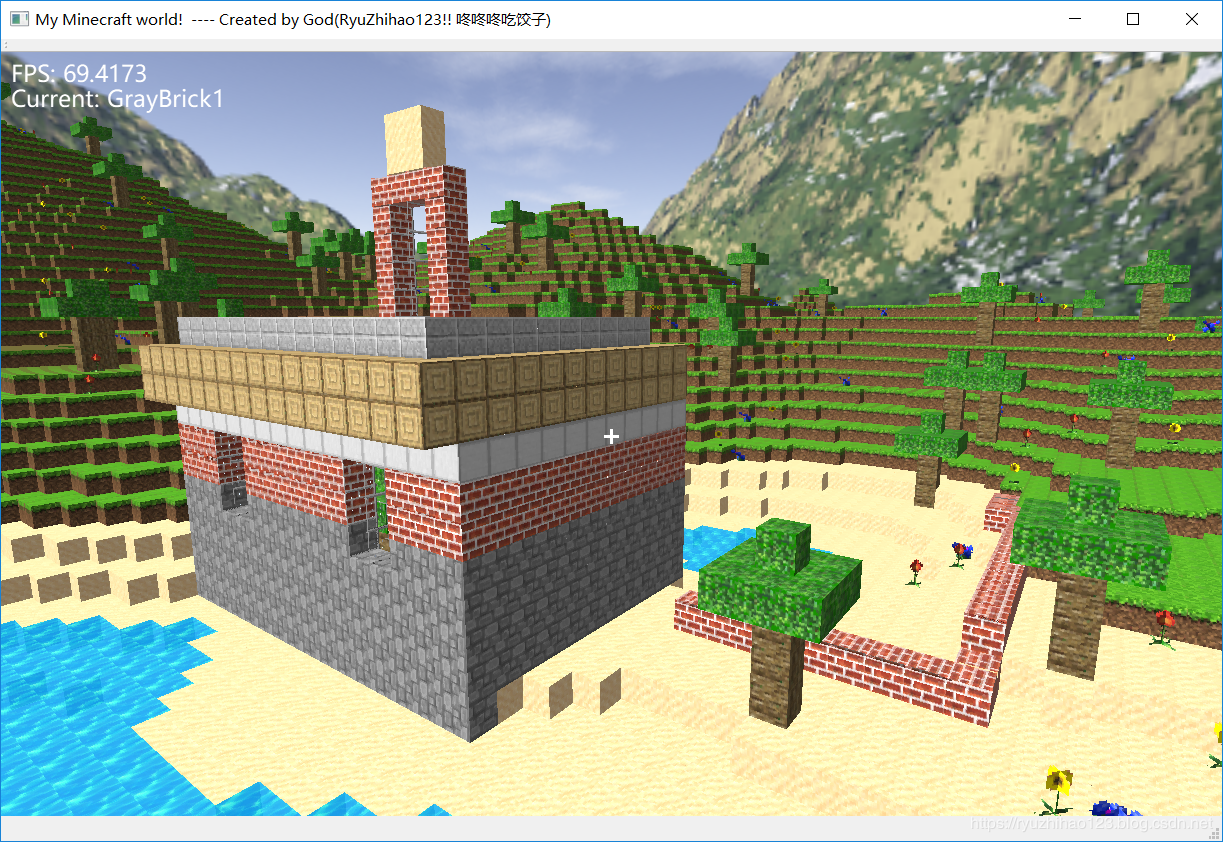 My Minecraft world!  ---- Created by God(RyuZhihao123!! 咚咚咚吃饺子)
FPS: 69.4173
Current: GrayBrick1
https://ryuzhihao123.blog.csdn.net